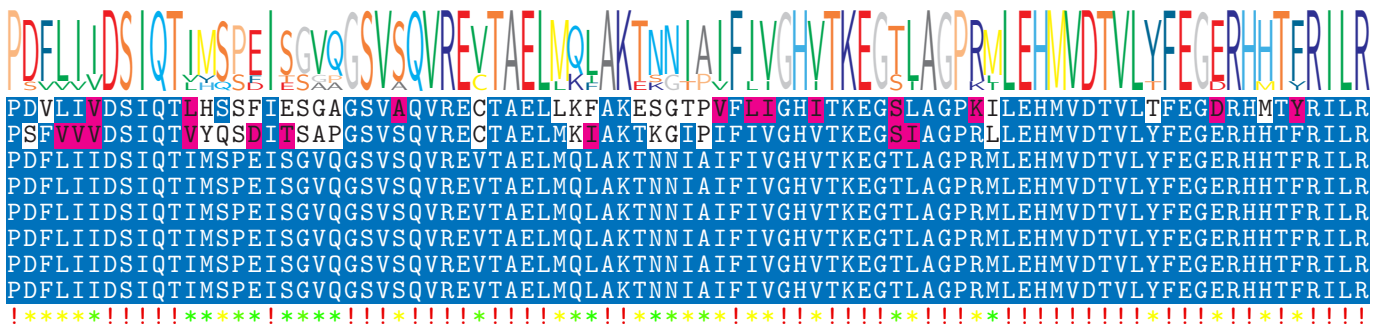 PDFLIIDSIQTIMSPEISGVQGSVSQVREVTAELMQLAKTNNIAIFIVGHVTKEGTLAGPRMLEHMVDTVLYFEGERHHTFRILR
PDVLIVDSIQTLHSSFIESGAGSVAQVRECTAELLKFAKESGTPVFLIGHITKEGSLAGPKILEHMVDTVLTFEGDRHMTYRILR
PSFVVVDSIQTVYQSDITSAPGSVSQVRECTAELMKIAKTKGIPIFIVGHVTKEGSIAGPRLLEHMVDTVLYFEGERHHTFRILR
PDFLIIDSIQTIMSPEISGVQGSVSQVREVTAELMQLAKTNNIAIFIVGHVTKEGTLAGPRMLEHMVDTVLYFEGERHHTFRILR
PDFLIIDSIQTIMSPEISGVQGSVSQVREVTAELMQLAKTNNIAIFIVGHVTKEGTLAGPRMLEHMVDTVLYFEGERHHTFRILR
PDFLIIDSIQTIMSPEISGVQGSVSQVREVTAELMQLAKTNNIAIFIVGHVTKEGTLAGPRMLEHMVDTVLYFEGERHHTFRILR
PDFLIIDSIQTIMSPEISGVQGSVSQVREVTAELMQLAKTNNIAIFIVGHVTKEGTLAGPRMLEHMVDTVLYFEGERHHTFRILR
PDFLIIDSIQTIMSPEISGVQGSVSQVREVTAELMQLAKTNNIAIFIVGHVTKEGTLAGPRMLEHMVDTVLYFEGERHHTFRILR
PDFLIIDSIQTIMSPEISGVQGSVSQVREVTAELMQLAKTNNIAIFIVGHVTKEGTLAGPRMLEHMVDTVLYFEGERHHTFRILR
!*****!!!!!*****!****!!!*!!!!*!!!!***!!******!**!!*!!!!**!!!**!!!!!!!!!*!!!*!!*!*!!!!